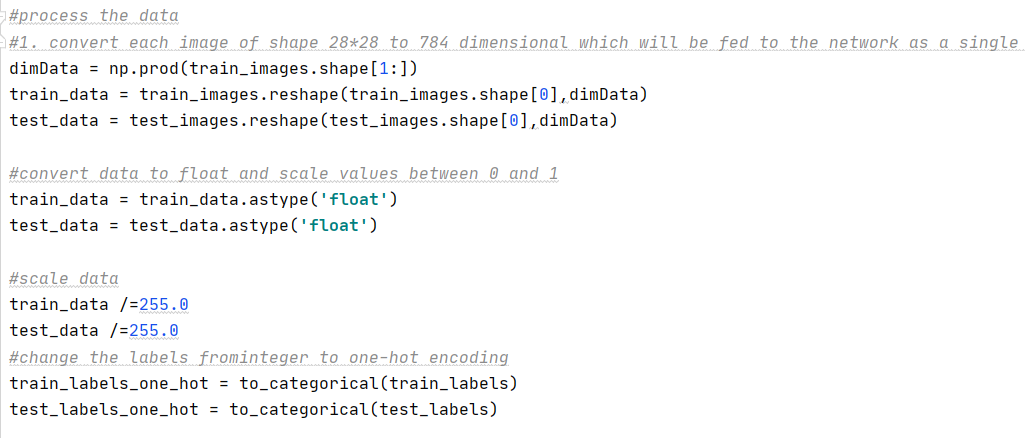 #process the data
#1. convert each image of shape 28*28 to 784 dimensional which will be fed to the network as a single
dimData = np.prod(train_images.shape[1:])
train_data = train_images.reshape(train_images.shape[0],dimData)
test_data = test_images.reshape(test_images.shape[0],dimData)
#convert data to float and scale values between 0 and 1
train_data = train_data.astype('float')
test_data = test_data.astype('float')
#scale data
train_data /=255.0
test_data /=255.0
#change the labels frominteger to one-hot encoding
train_labels_one_hot = to_categorical(train_labels)
test_labels_one_hot = to_categorical(test_labels)